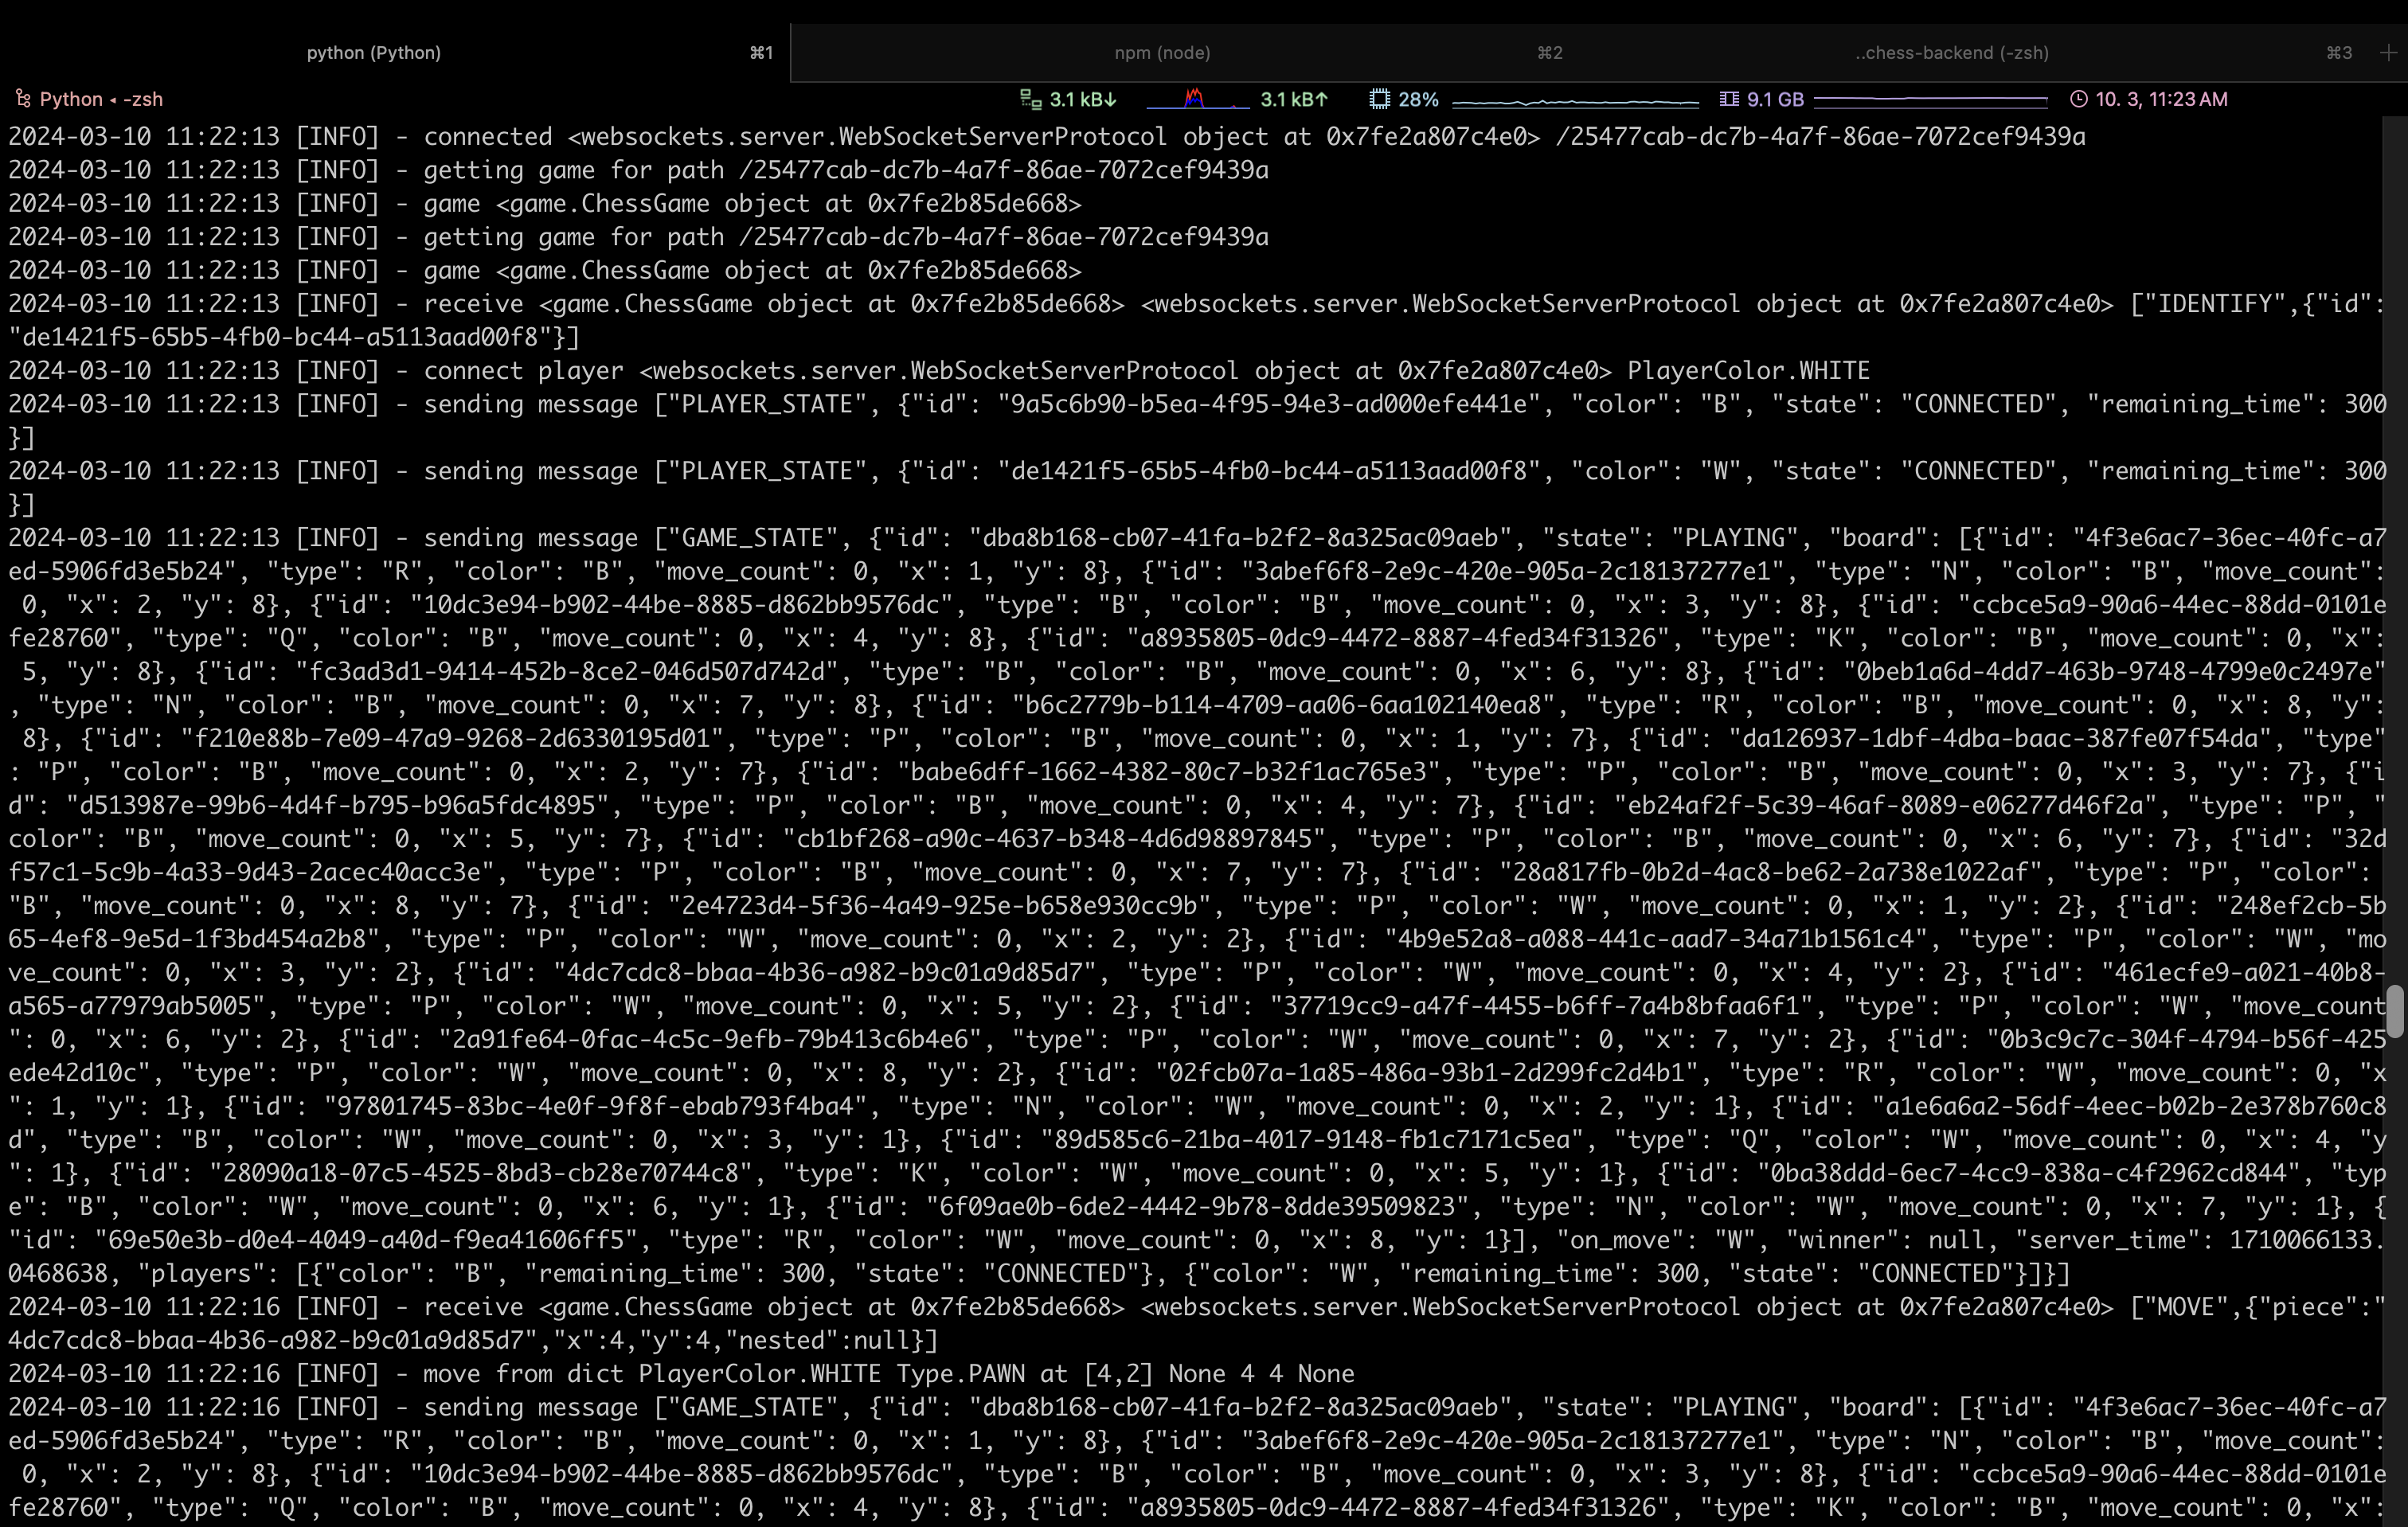 python (Python) ⌘1 npm (node) ⌘2 ..chess-backend (-zsh) ⌘3 +
Python ◂ -zsh 3.1 kB↓ 3.1 kB↑ 28% 9.1 GB 10. 3, 11:23 AM
2024-03-10 11:22:13 [INFO] - connected <websockets.server.WebSocketServerProtocol object at 0x7fe2a807c4e0> /25477cab-dc7b-4a7f-86ae-7072cef9439a
2024-03-10 11:22:13 [INFO] - getting game for path /25477cab-dc7b-4a7f-86ae-7072cef9439a
2024-03-10 11:22:13 [INFO] - game <game.ChessGame object at 0x7fe2b85de668>
2024-03-10 11:22:13 [INFO] - getting game for path /25477cab-dc7b-4a7f-86ae-7072cef9439a
2024-03-10 11:22:13 [INFO] - game <game.ChessGame object at 0x7fe2b85de668>
2024-03-10 11:22:13 [INFO] - receive <game.ChessGame object at 0x7fe2b85de668> <websockets.server.WebSocketServerProtocol object at 0x7fe2a807c4e0> ["IDENTIFY",{"id":
"de1421f5-65b5-4fb0-bc44-a5113aad00f8"}]
2024-03-10 11:22:13 [INFO] - connect player <websockets.server.WebSocketServerProtocol object at 0x7fe2a807c4e0> PlayerColor.WHITE
2024-03-10 11:22:13 [INFO] - sending message ["PLAYER_STATE", {"id": "9a5c6b90-b5ea-4f95-94e3-ad000efe441e", "color": "B", "state": "CONNECTED", "remaining_time": 300
}]
2024-03-10 11:22:13 [INFO] - sending message ["PLAYER_STATE", {"id": "de1421f5-65b5-4fb0-bc44-a5113aad00f8", "color": "W", "state": "CONNECTED", "remaining_time": 300
}]
2024-03-10 11:22:13 [INFO] - sending message ["GAME_STATE", {"id": "dba8b168-cb07-41fa-b2f2-8a325ac09aeb", "state": "PLAYING", "board": [{"id": "4f3e6ac7-36ec-40fc-a7
ed-5906fd3e5b24", "type": "R", "color": "B", "move_count": 0, "x": 1, "y": 8}, {"id": "3abef6f8-2e9c-420e-905a-2c18137277e1", "type": "N", "color": "B", "move_count":
0, "x": 2, "y": 8}, {"id": "10dc3e94-b902-44be-8885-d862bb9576dc", "type": "B", "color": "B", "move_count": 0, "x": 3, "y": 8}, {"id": "ccbce5a9-90a6-44ec-88dd-0101e
fe28760", "type": "Q", "color": "B", "move_count": 0, "x": 4, "y": 8}, {"id": "a8935805-0dc9-4472-8887-4fed34f31326", "type": "K", "color": "B", "move_count": 0, "x":
5, "y": 8}, {"id": "fc3ad3d1-9414-452b-8ce2-046d507d742d", "type": "B", "color": "B", "move_count": 0, "x": 6, "y": 8}, {"id": "0beb1a6d-4dd7-463b-9748-4799e0c2497e"
, "type": "N", "color": "B", "move_count": 0, "x": 7, "y": 8}, {"id": "b6c2779b-b114-4709-aa06-6aa102140ea8", "type": "R", "color": "B", "move_count": 0, "x": 8, "y":
8}, {"id": "f210e88b-7e09-47a9-9268-2d6330195d01", "type": "P", "color": "B", "move_count": 0, "x": 1, "y": 7}, {"id": "da126937-1dbf-4dba-baac-387fe07f54da", "type"
: "P", "color": "B", "move_count": 0, "x": 2, "y": 7}, {"id": "babe6dff-1662-4382-80c7-b32f1ac765e3", "type": "P", "color": "B", "move_count": 0, "x": 3, "y": 7}, {"i
d": "d513987e-99b6-4d4f-b795-b96a5fdc4895", "type": "P", "color": "B", "move_count": 0, "x": 4, "y": 7}, {"id": "eb24af2f-5c39-46af-8089-e06277d46f2a", "type": "P", "
color": "B", "move_count": 0, "x": 5, "y": 7}, {"id": "cb1bf268-a90c-4637-b348-4d6d98897845", "type": "P", "color": "B", "move_count": 0, "x": 6, "y": 7}, {"id": "32d
f57c1-5c9b-4a33-9d43-2acec40acc3e", "type": "P", "color": "B", "move_count": 0, "x": 7, "y": 7}, {"id": "28a817fb-0b2d-4ac8-be62-2a738e1022af", "type": "P", "color":
"B", "move_count": 0, "x": 8, "y": 7}, {"id": "2e4723d4-5f36-4a49-925e-b658e930cc9b", "type": "P", "color": "W", "move_count": 0, "x": 1, "y": 2}, {"id": "248ef2cb-5b
65-4ef8-9e5d-1f3bd454a2b8", "type": "P", "color": "W", "move_count": 0, "x": 2, "y": 2}, {"id": "4b9e52a8-a088-441c-aad7-34a71b1561c4", "type": "P", "color": "W", "mo
ve_count": 0, "x": 3, "y": 2}, {"id": "4dc7cdc8-bbaa-4b36-a982-b9c01a9d85d7", "type": "P", "color": "W", "move_count": 0, "x": 4, "y": 2}, {"id": "461ecfe9-a021-40b8-
a565-a77979ab5005", "type": "P", "color": "W", "move_count": 0, "x": 5, "y": 2}, {"id": "37719cc9-a47f-4455-b6ff-7a4b8bfaa6f1", "type": "P", "color": "W", "move_count
": 0, "x": 6, "y": 2}, {"id": "2a91fe64-0fac-4c5c-9efb-79b413c6b4e6", "type": "P", "color": "W", "move_count": 0, "x": 7, "y": 2}, {"id": "0b3c9c7c-304f-4794-b56f-425
ede42d10c", "type": "P", "color": "W", "move_count": 0, "x": 8, "y": 2}, {"id": "02fcb07a-1a85-486a-93b1-2d299fc2d4b1", "type": "R", "color": "W", "move_count": 0, "x
": 1, "y": 1}, {"id": "97801745-83bc-4e0f-9f8f-ebab793f4ba4", "type": "N", "color": "W", "move_count": 0, "x": 2, "y": 1}, {"id": "a1e6a6a2-56df-4eec-b02b-2e378b760c8
d", "type": "B", "color": "W", "move_count": 0, "x": 3, "y": 1}, {"id": "89d585c6-21ba-4017-9148-fb1c7171c5ea", "type": "Q", "color": "W", "move_count": 0, "x": 4, "y
": 1}, {"id": "28090a18-07c5-4525-8bd3-cb28e70744c8", "type": "K", "color": "W", "move_count": 0, "x": 5, "y": 1}, {"id": "0ba38ddd-6ec7-4cc9-838a-c4f2962cd844", "typ
e": "B", "color": "W", "move_count": 0, "x": 6, "y": 1}, {"id": "6f09ae0b-6de2-4442-9b78-8dde39509823", "type": "N", "color": "W", "move_count": 0, "x": 7, "y": 1}, {
"id": "69e50e3b-d0e4-4049-a40d-f9ea41606ff5", "type": "R", "color": "W", "move_count": 0, "x": 8, "y": 1}], "on_move": "W", "winner": null, "server_time": 1710066133.
0468638, "players": [{"color": "B", "remaining_time": 300, "state": "CONNECTED"}, {"color": "W", "remaining_time": 300, "state": "CONNECTED"}]}]
2024-03-10 11:22:16 [INFO] - receive <game.ChessGame object at 0x7fe2b85de668> <websockets.server.WebSocketServerProtocol object at 0x7fe2a807c4e0> ["MOVE",{"piece":"
4dc7cdc8-bbaa-4b36-a982-b9c01a9d85d7","x":4,"y":4,"nested":null}]
2024-03-10 11:22:16 [INFO] - move from dict PlayerColor.WHITE Type.PAWN at [4,2] None 4 4 None
2024-03-10 11:22:16 [INFO] - sending message ["GAME_STATE", {"id": "dba8b168-cb07-41fa-b2f2-8a325ac09aeb", "state": "PLAYING", "board": [{"id": "4f3e6ac7-36ec-40fc-a7
ed-5906fd3e5b24", "type": "R", "color": "B", "move_count": 0, "x": 1, "y": 8}, {"id": "3abef6f8-2e9c-420e-905a-2c18137277e1", "type": "N", "color": "B", "move_count":
0, "x": 2, "y": 8}, {"id": "10dc3e94-b902-44be-8885-d862bb9576dc", "type": "B", "color": "B", "move_count": 0, "x": 3, "y": 8}, {"id": "ccbce5a9-90a6-44ec-88dd-0101e
fe28760", "type": "Q", "color": "B", "move_count": 0, "x": 4, "y": 8}, {"id": "a8935805-0dc9-4472-8887-4fed34f31326", "type": "K", "color": "B", "move_count": 0, "x":